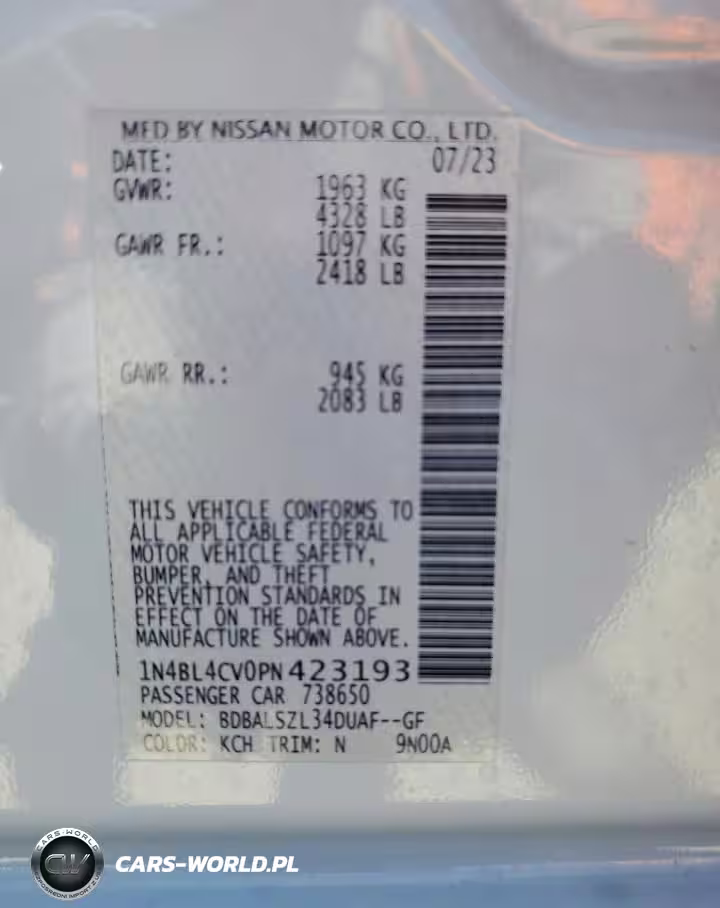 MFD BY NISSAN MOTOR CO., LTD.
DATE: 07/23
GVWR: 1963 KG
4328 LB
GAWR FR.: 1097 KG
2418 LB
GAWR RR.: 945 KG
2083 LB
THIS VEHICLE CONFORMS TO
ALL APPLICABLE FEDERAL
MOTOR VEHICLE SAFETY,
BUMPER, AND THEFT
PREVENTION STANDARDS IN
EFFECT ON THE DATE OF
MANUFACTURE SHOWN ABOVE.
1N4BL4CV0PN423193
PASSENGER CAR 738650
MODEL: BDBALSZL34DUAF--GF
COLOR: KCH TRIM: N 9N00A
CARS-WORLD
CW
CARS-WORLD.PL